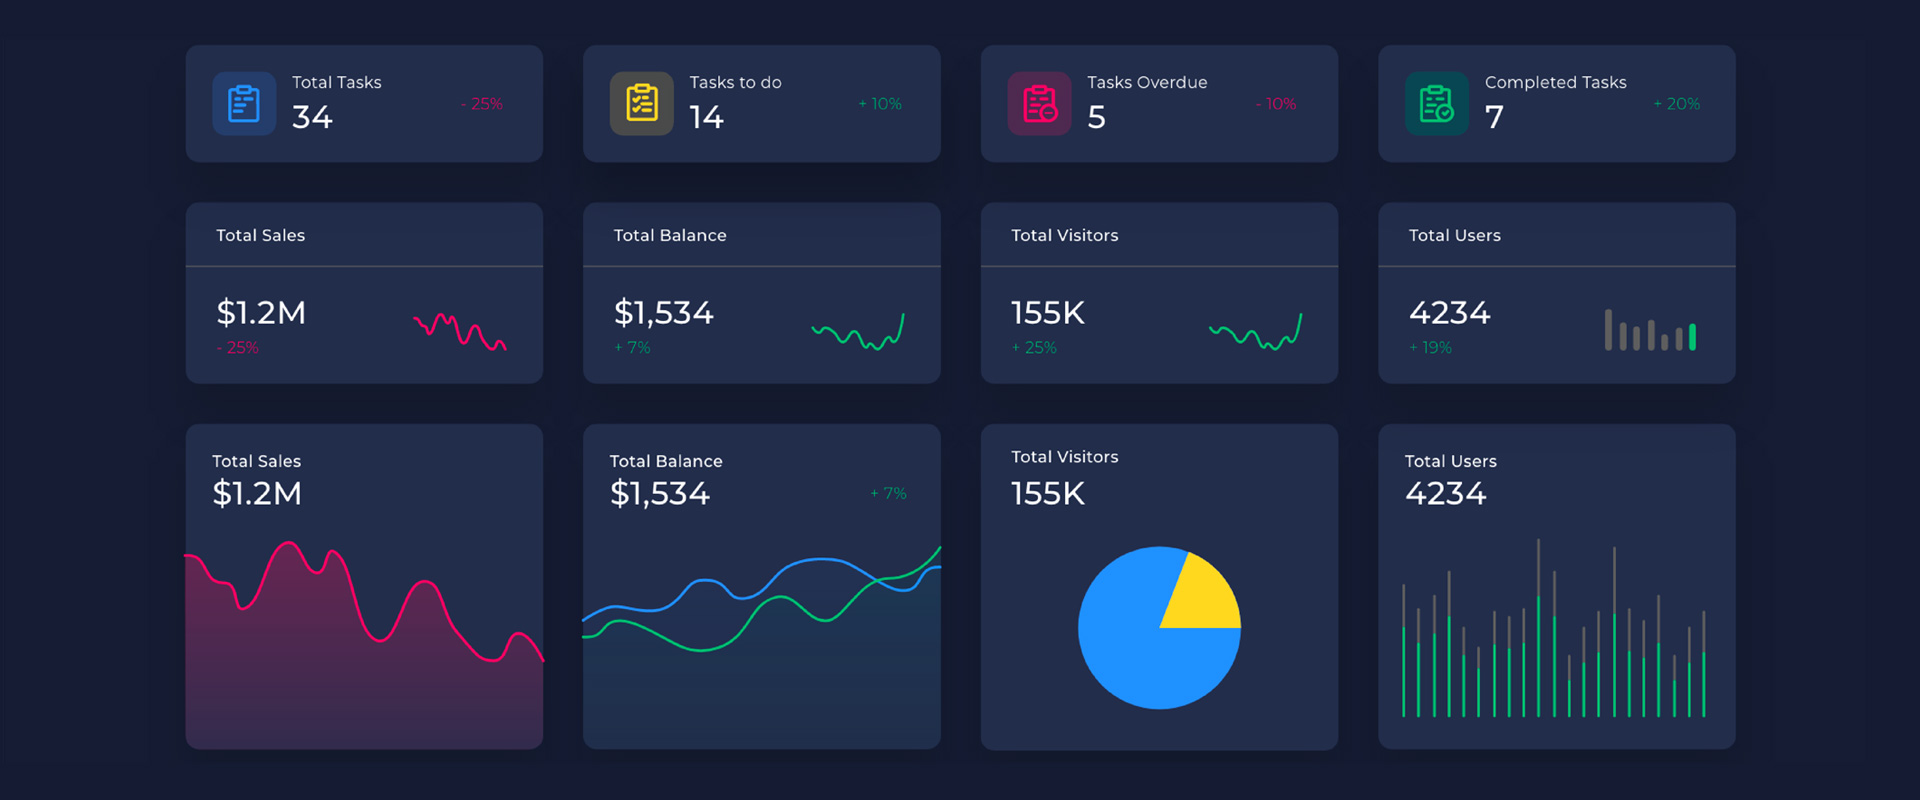 Total Tasks
34
- 25%
Tasks to do
14
+ 10%
Tasks Overdue
5
- 10%
Completed Tasks
7
+ 20%
Total Sales
$1.2M
- 25%
Total Balance
$1,534
+ 7%
Total Visitors
155K
+ 25%
Total Users
4234
+ 19%
Total Sales
$1.2M
Total Balance
$1,534
+ 7%
Total Visitors
155K
Total Users
4234